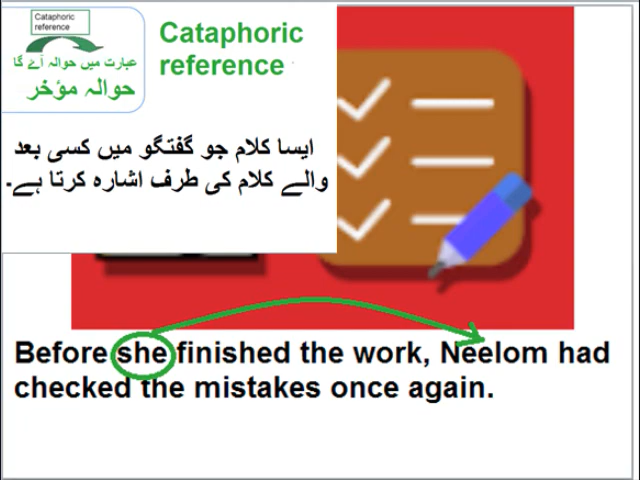 Cataphoric
reference
عبارت میں حوالہ آۓ گا
حوالہ مؤخر
Cataphoric
reference
ایسا کلام جو گفتگو میں کسی بعد
والے کلام کی طرف اشارہ کرتا ہے۔
Before she finished the work, Neelom had
checked the mistakes once again.